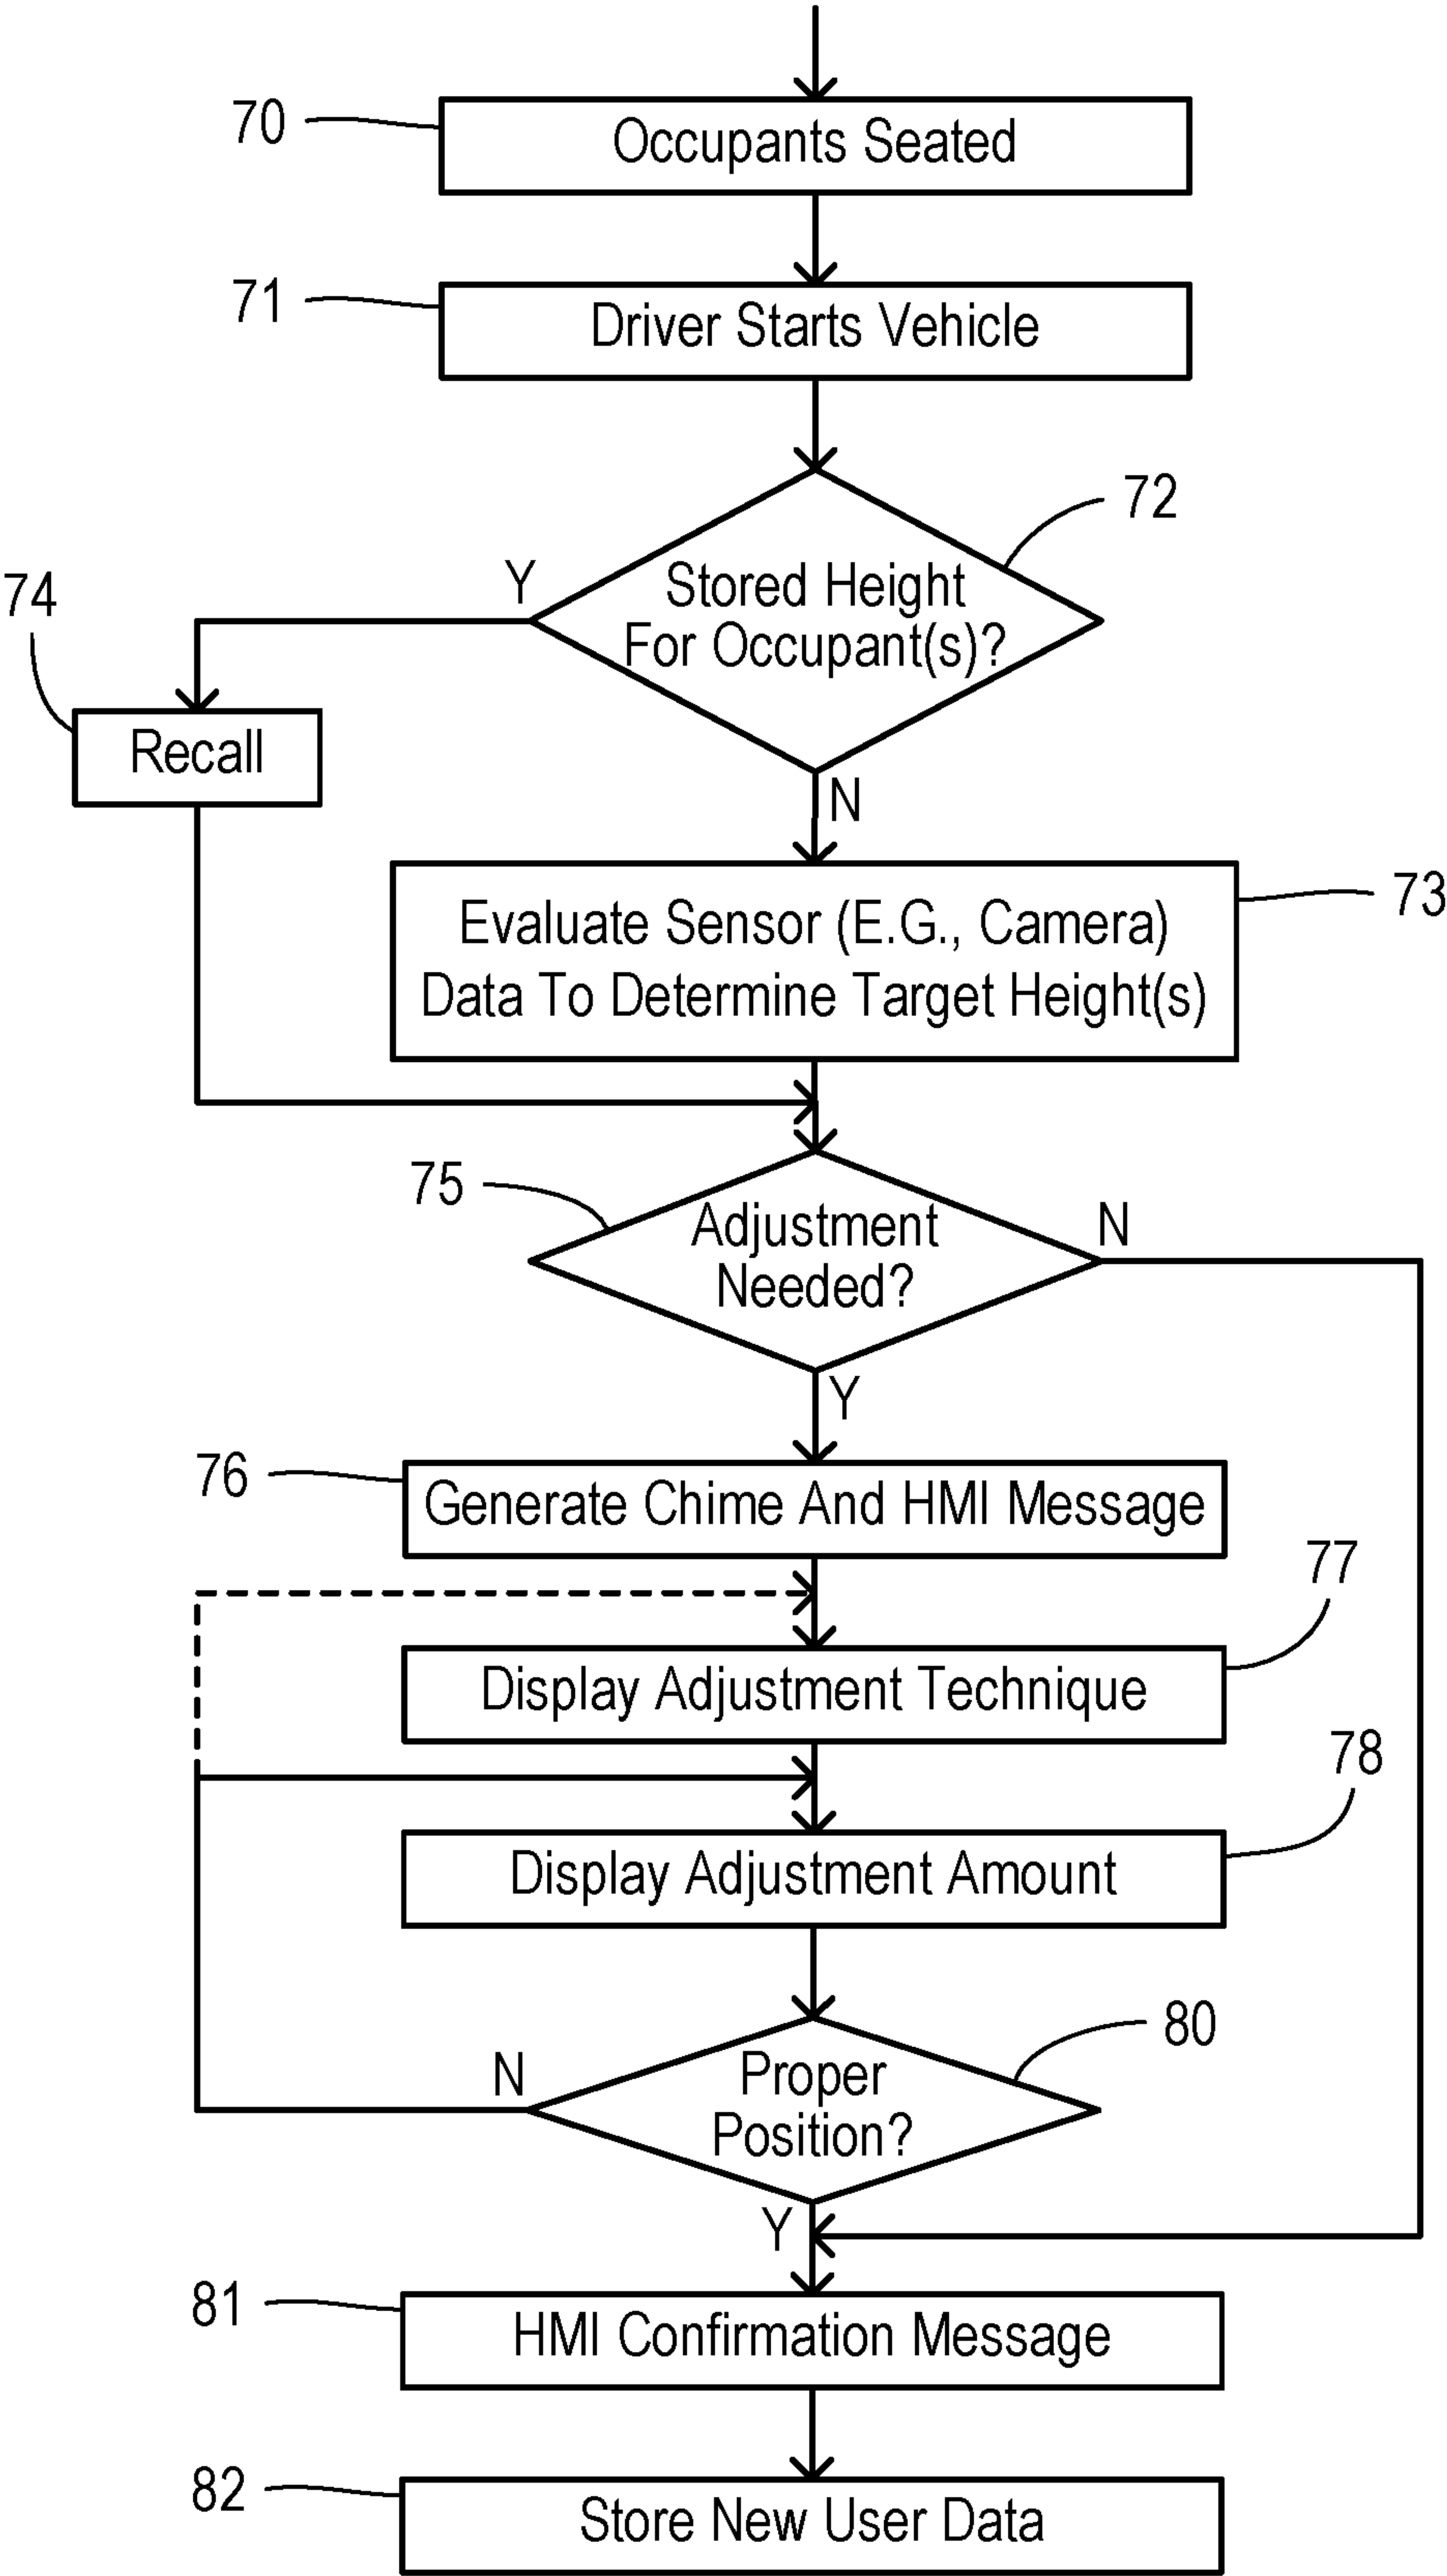 70
Occupants Seated
71
Driver Starts Vehicle
72
Y
Stored Height
For Occupant(s)?
74
Recall
N
73
Evaluate Sensor (E.G., Camera)
Data To Determine Target Height(s)
75
Adjustment
Needed?
N
Y
76
Generate Chime And HMI Message
77
Display Adjustment Technique
78
Display Adjustment Amount
80
N
Proper
Position?
Y
81
HMI Confirmation Message
82
Store New User Data